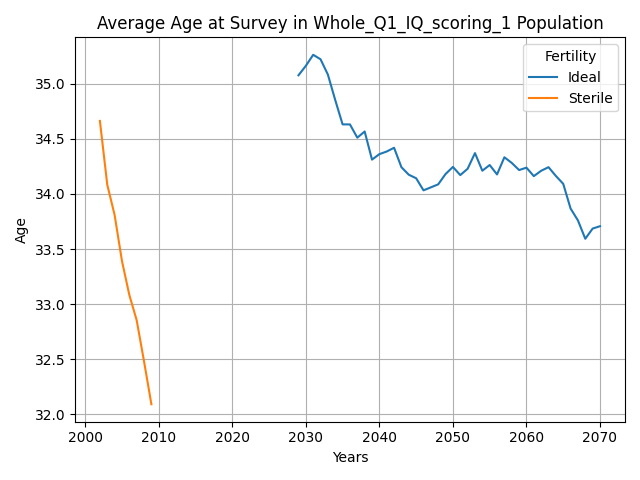 Average Age at Survey in Whole_Q1_IQ_scoring_1 Population
Fertility
Ideal
Sterile
35.0
34.5
34.0
33.5
33.0
32.5
32.0
Age
2000 2010 2020 2030 2040 2050 2060 2070
Years